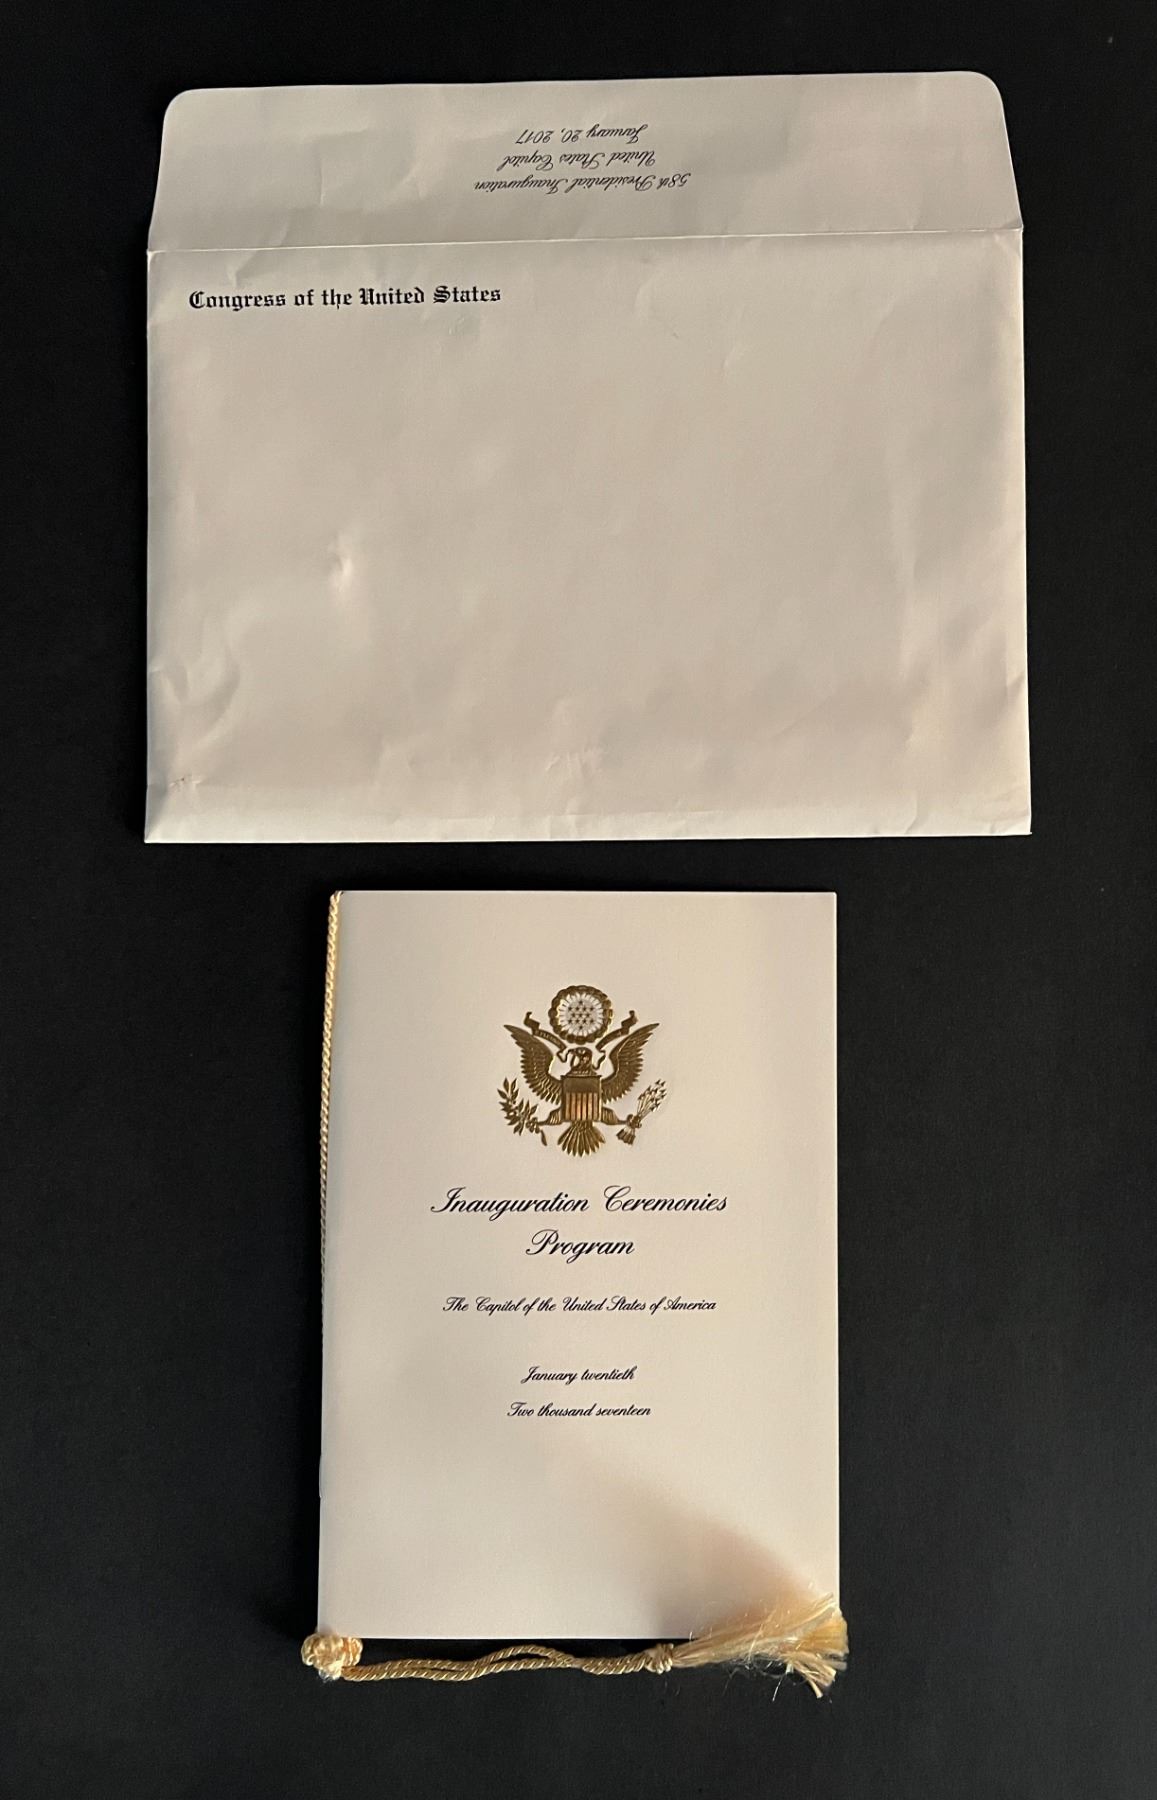 58th Presidential Inauguration
United States Capitol
January 20, 2017
Congress of the United States
Inauguration Ceremonies
Program
The Capitol of the United States of America
January twentieth
Two thousand seventeen